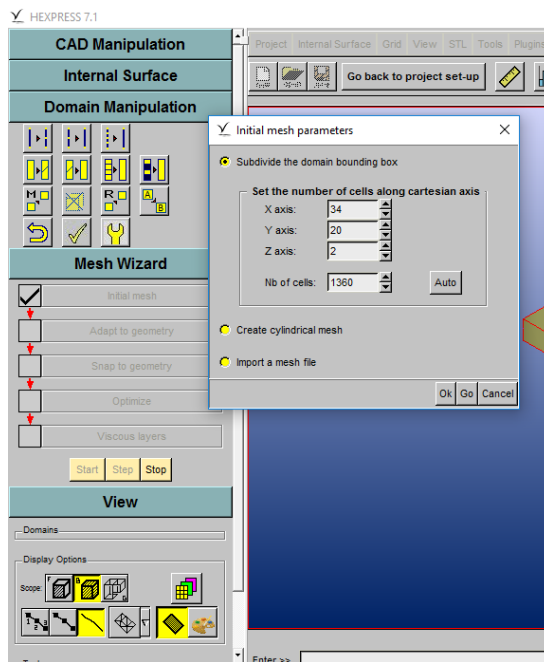 HEXPRESS 7.1
CAD Manipulation
Internal Surface
Domain Manipulation
Mesh Wizard
Initial mesh
Adapt to geometry
Snap to geometry
Optimize
Viscous layers
Start Step Stop
View
Domains
Display Options
Scope:
Project Internal Surface Grid View STL Tools Plugins
Go back to project set-up
Initial mesh parameters
Subdivide the domain bounding box
Set the number of cells along cartesian axis
X axis: 34
Y axis: 20
Z axis: 2
Nb of cells: 1360 Auto
Create cylindrical mesh
Import a mesh file
Ok Go Cancel
Enter >>